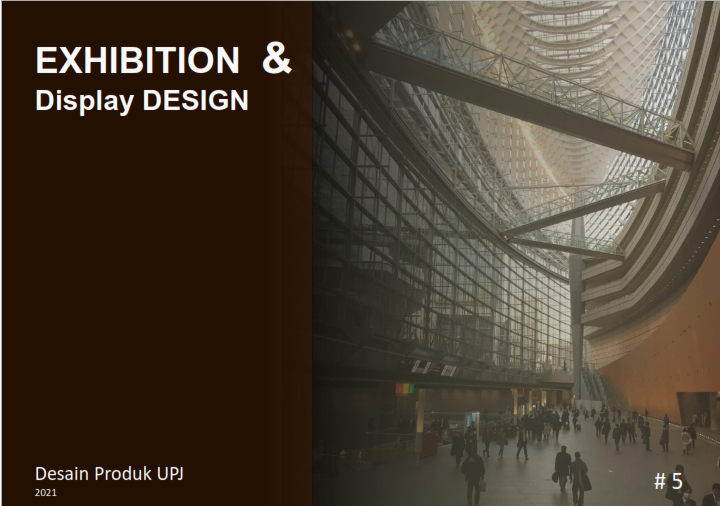 EXHIBITION &
Display DESIGN
Desain Produk UPJ
2021
# 5